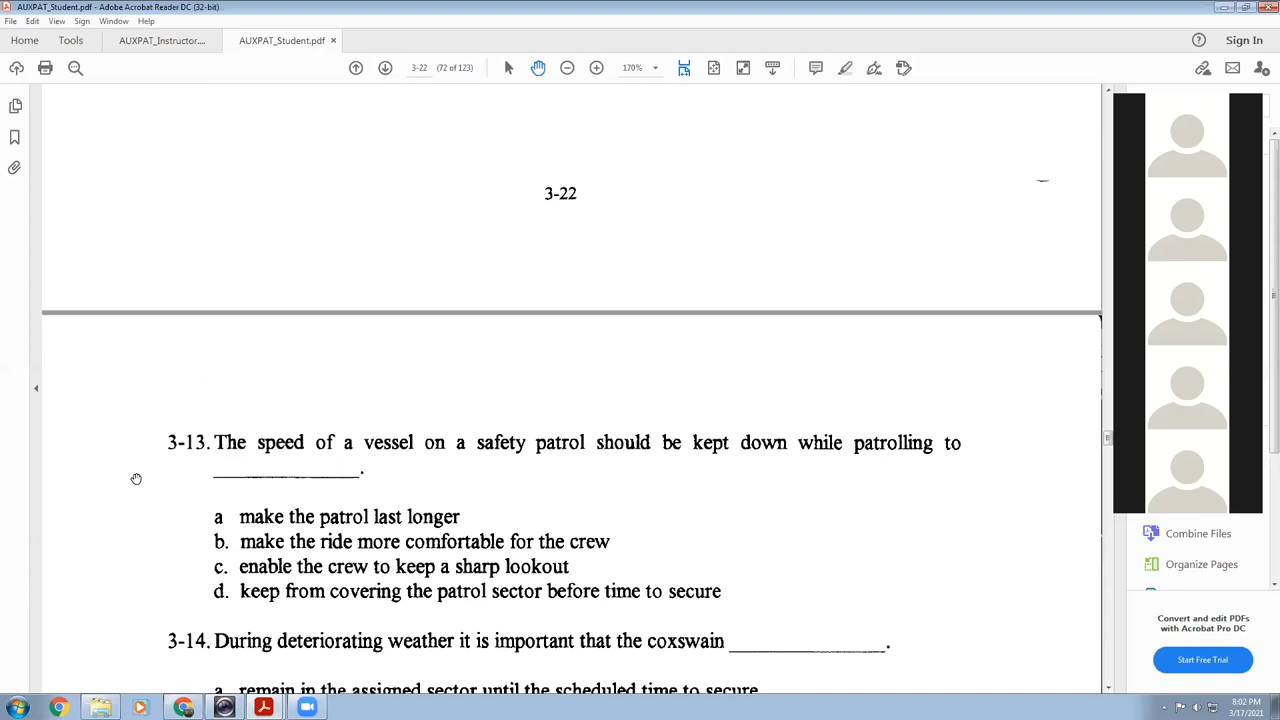 AUXPAT_Student.pdf - Adobe Acrobat Reader DC (32-bit)
File Edit View Sign Window Help
Home Tools AUXPAT_Instructor.... AUXPAT_Student.pdf × Sign In
3-22 (72 of 123) 170%
3-22
3-13. The speed of a vessel on a safety patrol should be kept down while patrolling to
____________.
a make the patrol last longer
b. make the ride more comfortable for the crew
c. enable the crew to keep a sharp lookout
d. keep from covering the patrol sector before time to secure
3-14. During deteriorating weather it is important that the coxswain ____________.
a. remain in the assigned sector until the scheduled time to secure
Combine Files
Organize Pages
Convert and edit PDFs
with Acrobat Pro DC
Start Free Trial
8:02 PM
3/17/2021